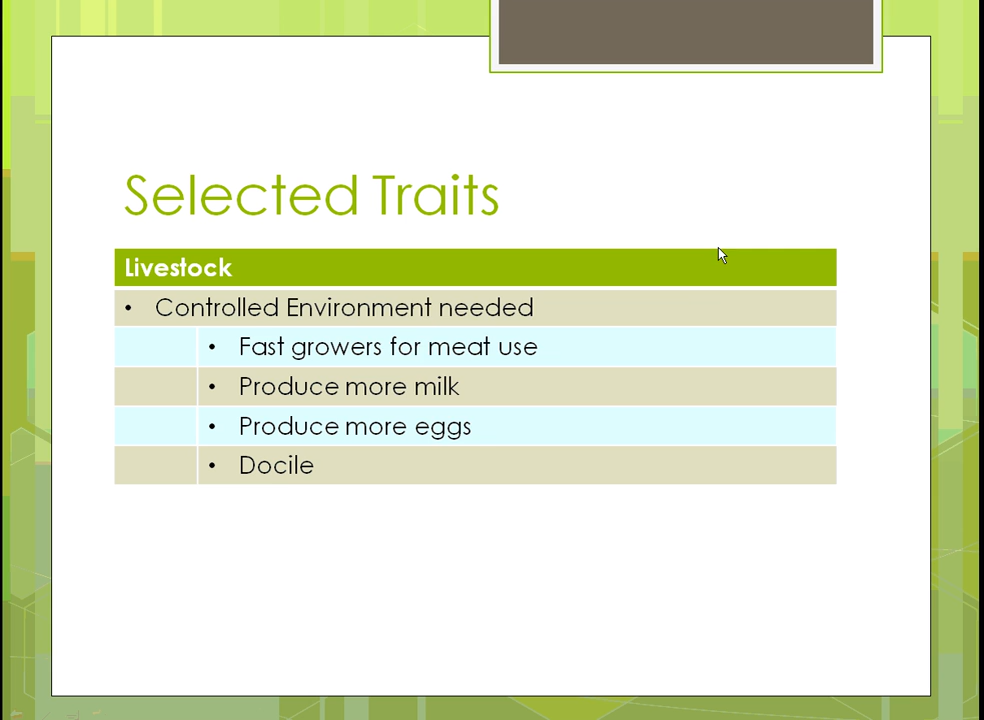 Selected Traits
Livestock
• Controlled Environment needed
• Fast growers for meat use
• Produce more milk
• Produce more eggs
• Docile